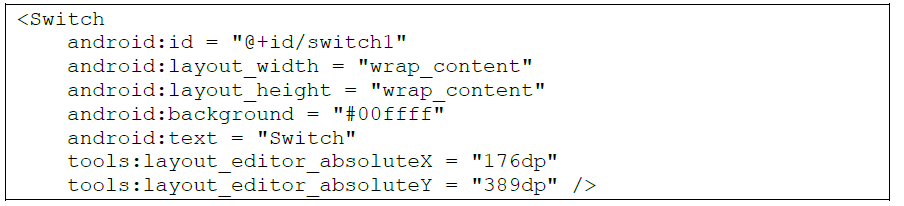 <Switch
    android:id = "@+id/switch1"
    android:layout_width = "wrap_content"
    android:layout_height = "wrap_content"
    android:background = "#00ffff"
    android:text = "Switch"
    tools:layout_editor_absoluteX = "176dp"
    tools:layout_editor_absoluteY = "389dp" />